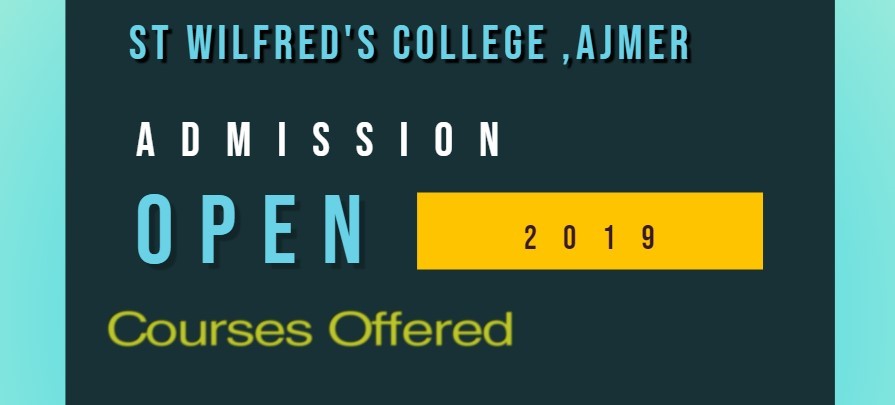 ST WILFRED'S COLLEGE ,AJMER
ADMISSION
OPEN 2019
Courses Offered